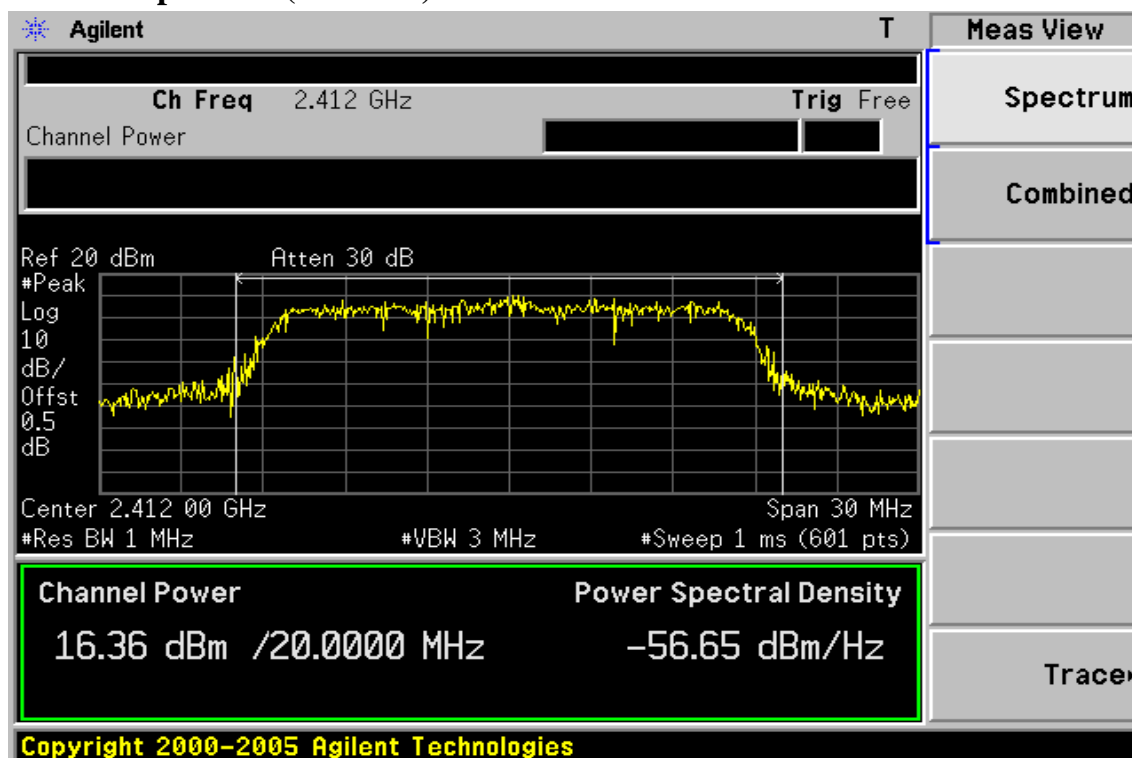 Agilent T Meas View
Ch Freq 2.412 GHz Trig Free
Channel Power
Spectrum
Combined
Ref 20 dBm Atten 30 dB
#Peak
Log
10
dB/
Offst
0.5
dB
Center 2.412 00 GHz Span 30 MHz
#Res BW 1 MHz #VBW 3 MHz #Sweep 1 ms (601 pts)
Channel Power Power Spectral Density
16.36 dBm /20.0000 MHz -56.65 dBm/Hz
Trace
Copyright 2000-2005 Agilent Technologies